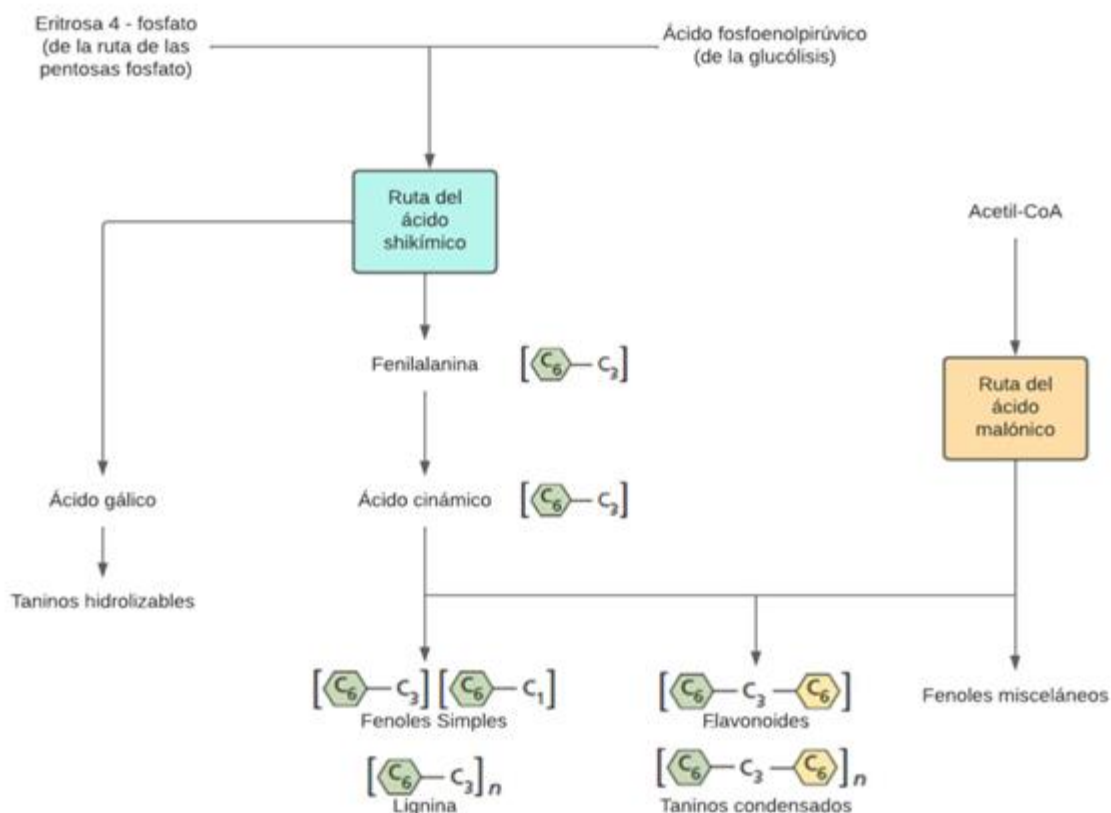 Eritrosa 4 - fosfato
(de la ruta de las
pentosas fosfato)
Ácido fosfoenolpirúvico
(de la glucólisis)
Ruta del
ácido
shikímico
Acetil-CoA
Fenilalanina
[C6 — C3]
Ruta del
ácido
malónico
Ácido gálico
Ácido cinámico
[C6 — C3]
Taninos hidrolizables
[C6 — C3] [C6 — C1]
Fenoles Simples
[C6 — C3 — C6]
Flavonoides
Fenoles misceláneos
[C6 — C3]n
Lignina
[C6 — C3 — C6]n
Taninos condensados